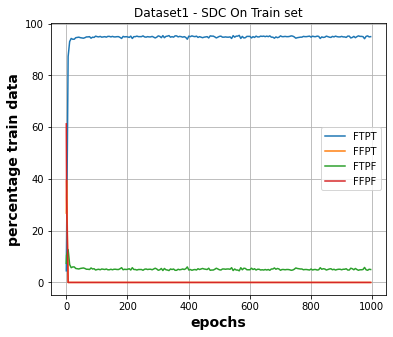 Dataset1 - SDC On Train set
percentage train data
100
80
60
40
20
0
FTPT
FFPT
FTPF
FFPF
0 200 400 600 800 1000
epochs